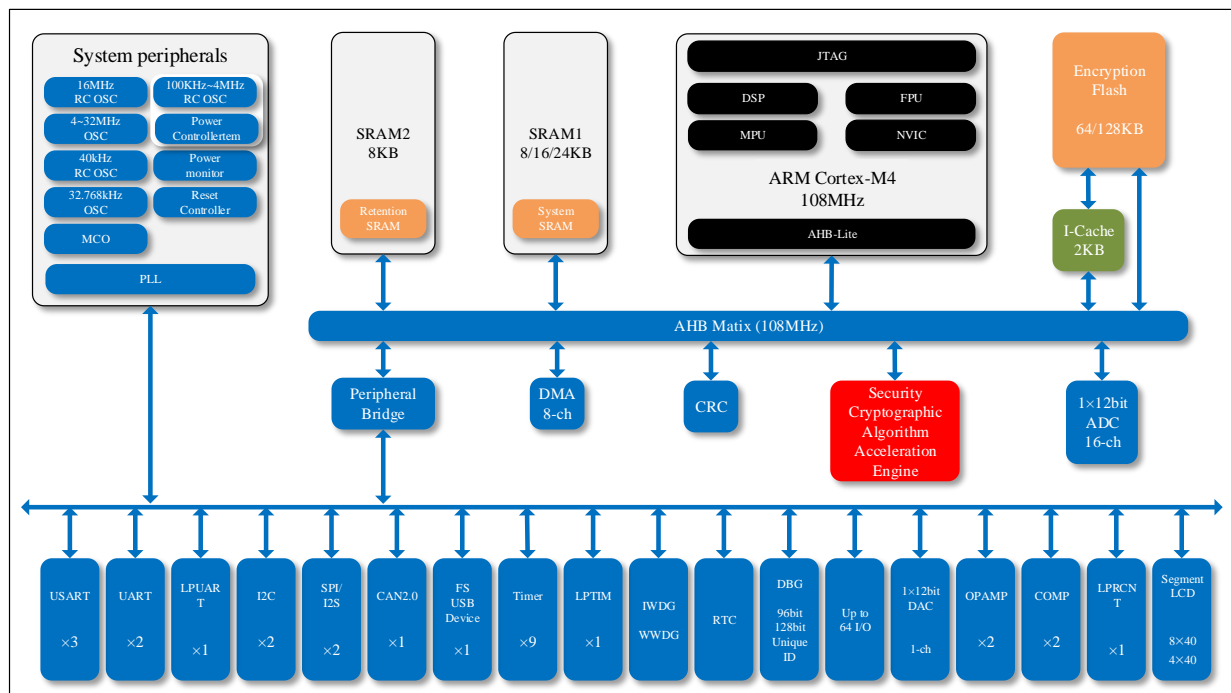 System peripherals
16MHz
RC OSC
100KHz~4MHz
RC OSC
4~32MHz
OSC
Power
Controllertem
40kHz
RC OSC
Power
monitor
32.768kHz
OSC
Reset
Controller
MCO
PLL
SRAM2
8KB
Retention
SRAM
SRAM1
8/16/24KB
System
SRAM
JTAG
DSP
FPU
MPU
NVIC
ARM Cortex-M4
108MHz
AHB-Lite
Encryption
Flash
64/128KB
I-Cache
2KB
AHB Matix (108MHz)
Peripheral
Bridge
DMA
8-ch
CRC
Security
Cryptographic
Algorithm
Acceleration
Engine
1×12bit
ADC
16-ch
USART
×3
UART
×2
LPUAR
T
×1
I2C
×2
SPI/
I2S
×2
CAN2.0
×1
FS
USB
Device
×1
Timer
×9
LPTIM
×1
IWDG
WWDG
RTC
DBG
96bit
128bit
Unique
ID
Up to
64 I/O
1×12bit
DAC
1-ch
OPAMP
×2
COMP
×2
LPRCN
T
×1
Segment
LCD
8×40
4×40